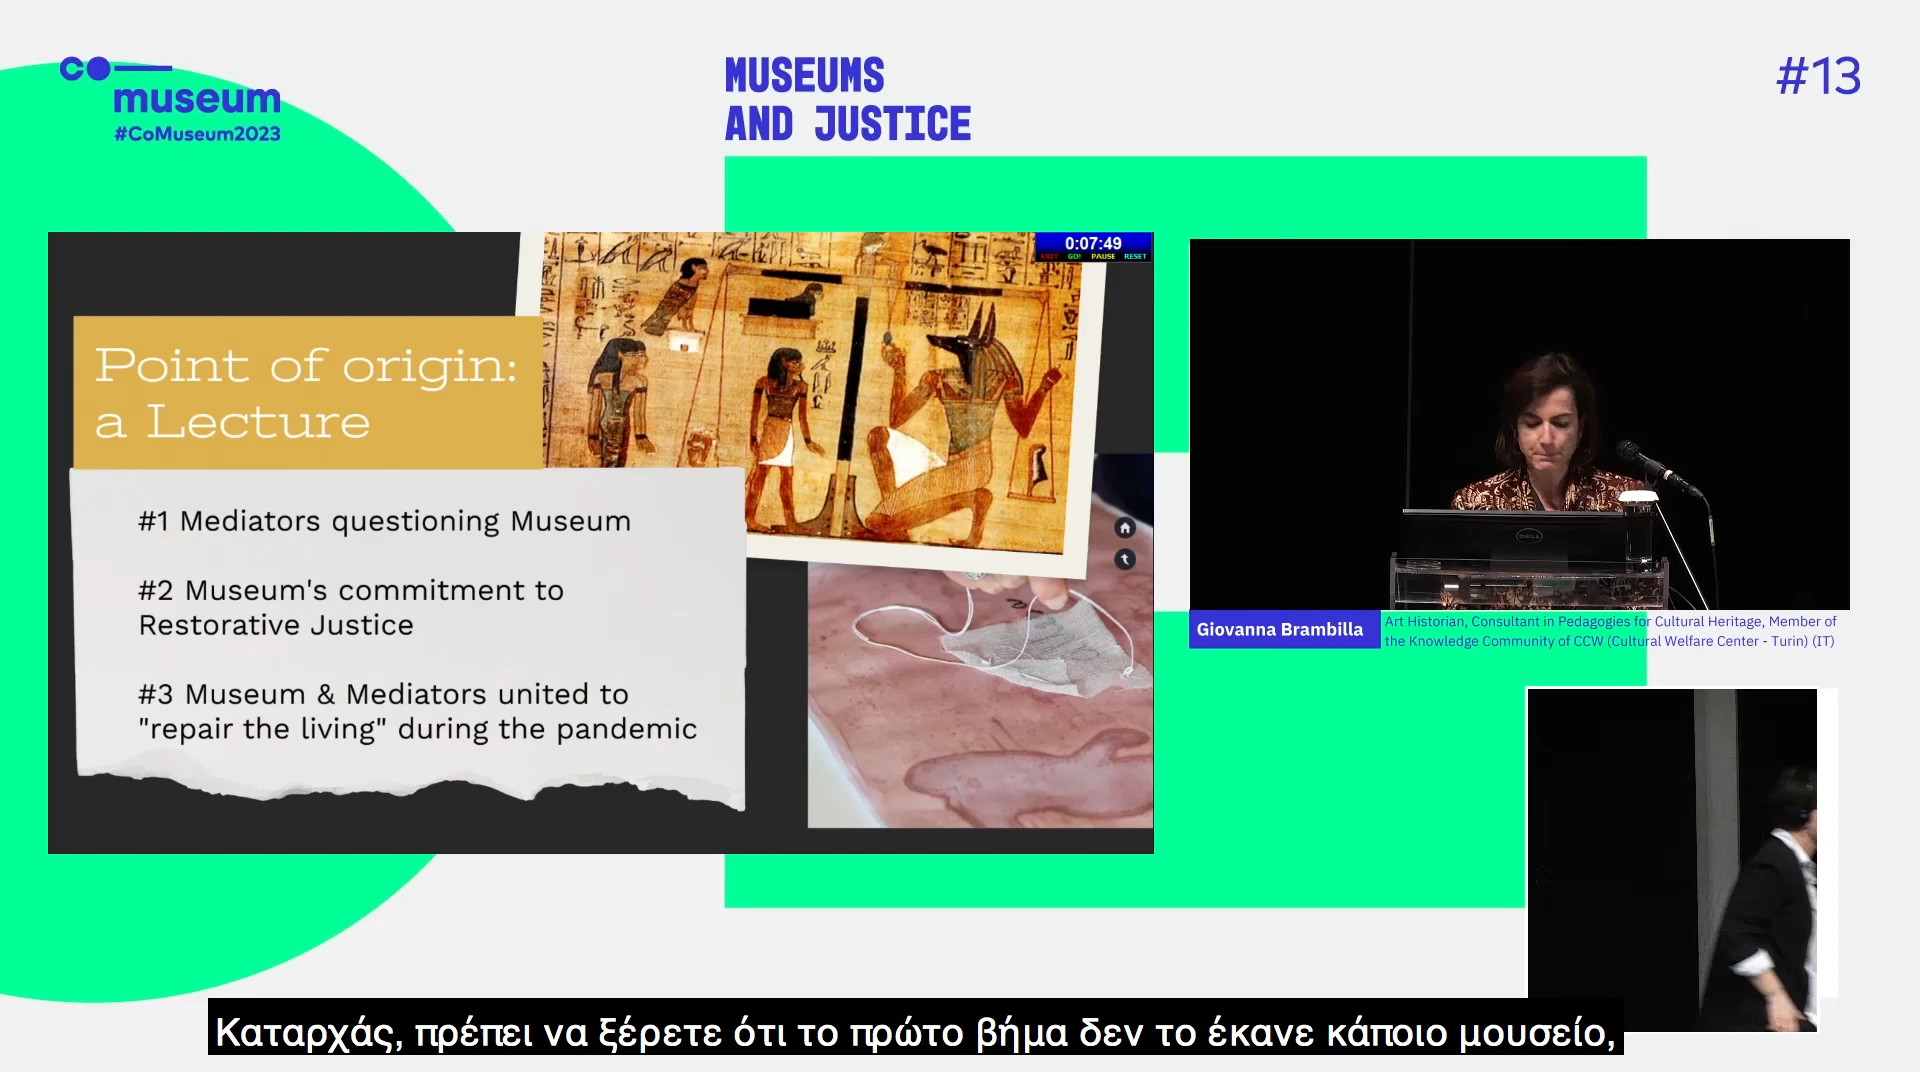 co
museum
#CoMuseum2023
MUSEUMS
AND JUSTICE
#13
0:07:49
EXIT GO! PAUSE RESET
Point of origin:
a Lecture
#1 Mediators questioning Museum
#2 Museum's commitment to
Restorative Justice
#3 Museum & Mediators united to
"repair the living" during the pandemic
DELL
Giovanna Brambilla
Art Historian, Consultant in Pedagogies for Cultural Heritage, Member of
the Knowledge Community of CCW (Cultural Welfare Center - Turin) (IT)
Καταρχάς, πρέπει να ξέρετε ότι το πρώτο βήμα δεν το έκανε κάποιο μουσείο,